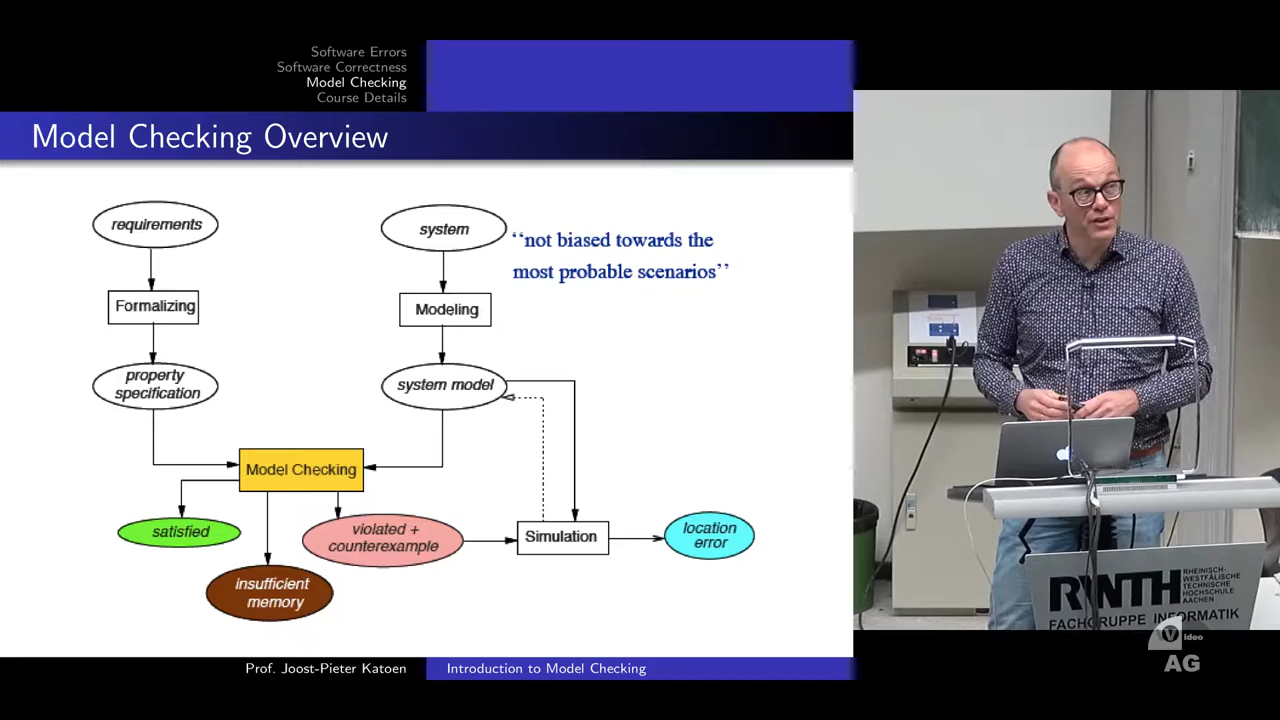 Software Errors
Software Correctness
Model Checking
Course Details
Model Checking Overview
requirements
system
‘‘not biased towards the
most probable scenarios’’
Formalizing
Modeling
property
specification
system model
Model Checking
satisfied
violated +
counterexample
Simulation
location
error
insufficient
memory
Prof. Joost-Pieter Katoen
Introduction to Model Checking
RWTH
RHEINISCH-
WESTFÄLISCHE
TECHNISCHE
HOCHSCHULE
AACHEN
FACHGRUPPE INFORMATIK
Video
AG